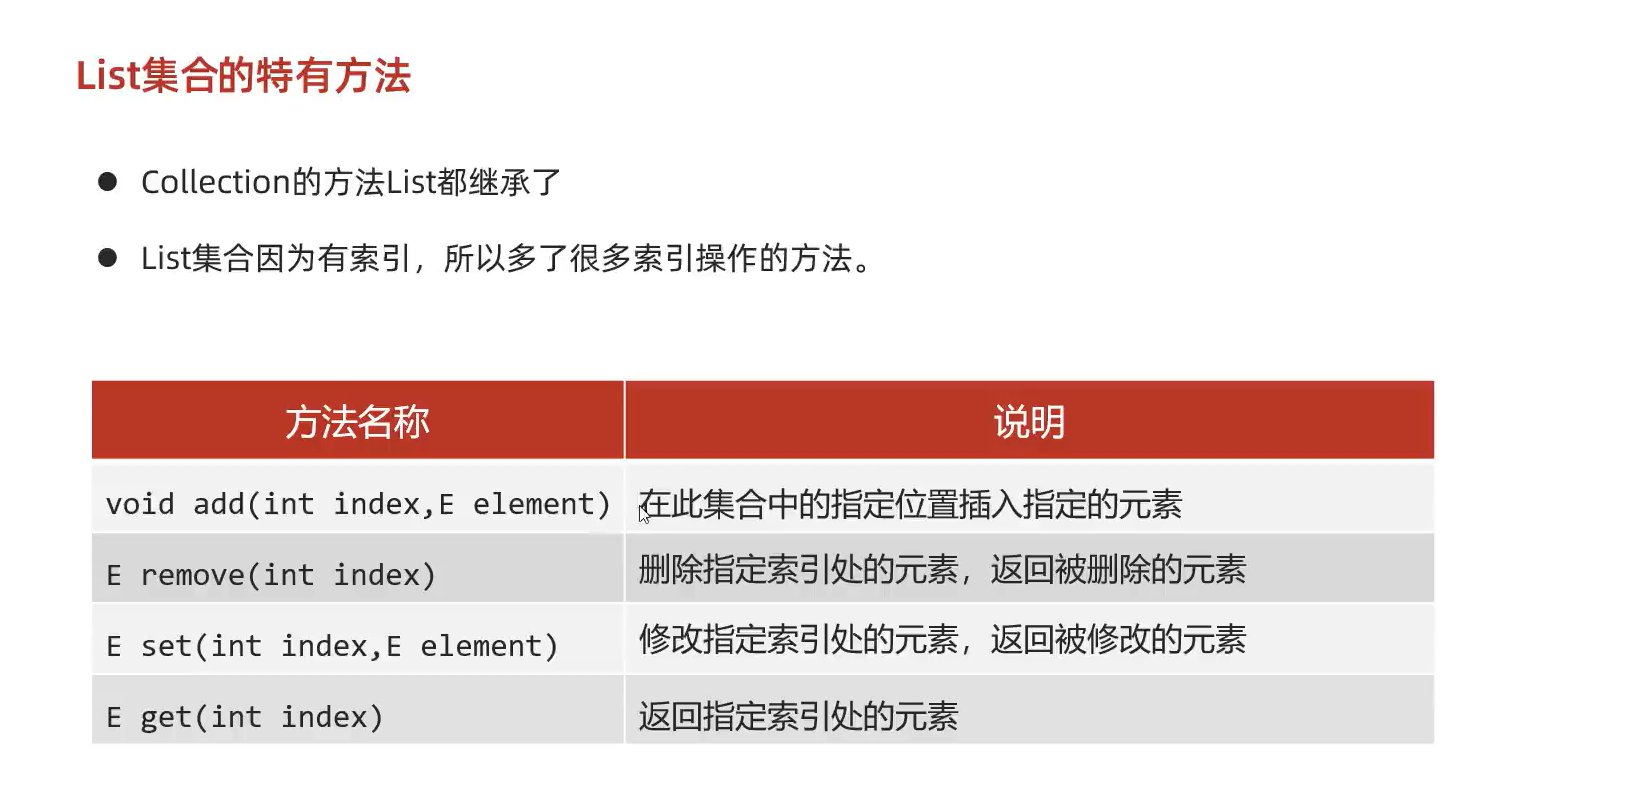 List集合的特有方法
Collection的方法List都继承了
List集合因为有索引，所以多了很多索引操作的方法。
方法名称 说明
void add(int index,E element) 在此集合中的指定位置插入指定的元素
E remove(int index) 删除指定索引处的元素，返回被删除的元素
E set(int index,E element) 修改指定索引处的元素，返回被修改的元素
E get(int index) 返回指定索引处的元素